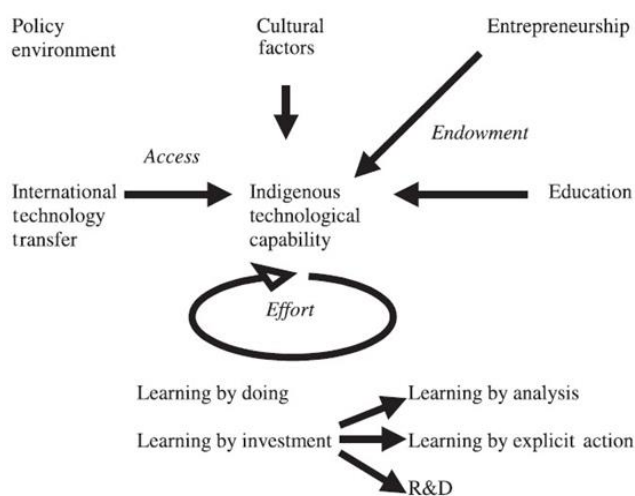 Policy
environment
Cultural
factors
Entrepreneurship
Endowment
Access
International
technology
transfer
Indigenous
technological
capability
Education
Effort
Learning by doing
Learning by analysis
Learning by investment
Learning by explicit action
R&D